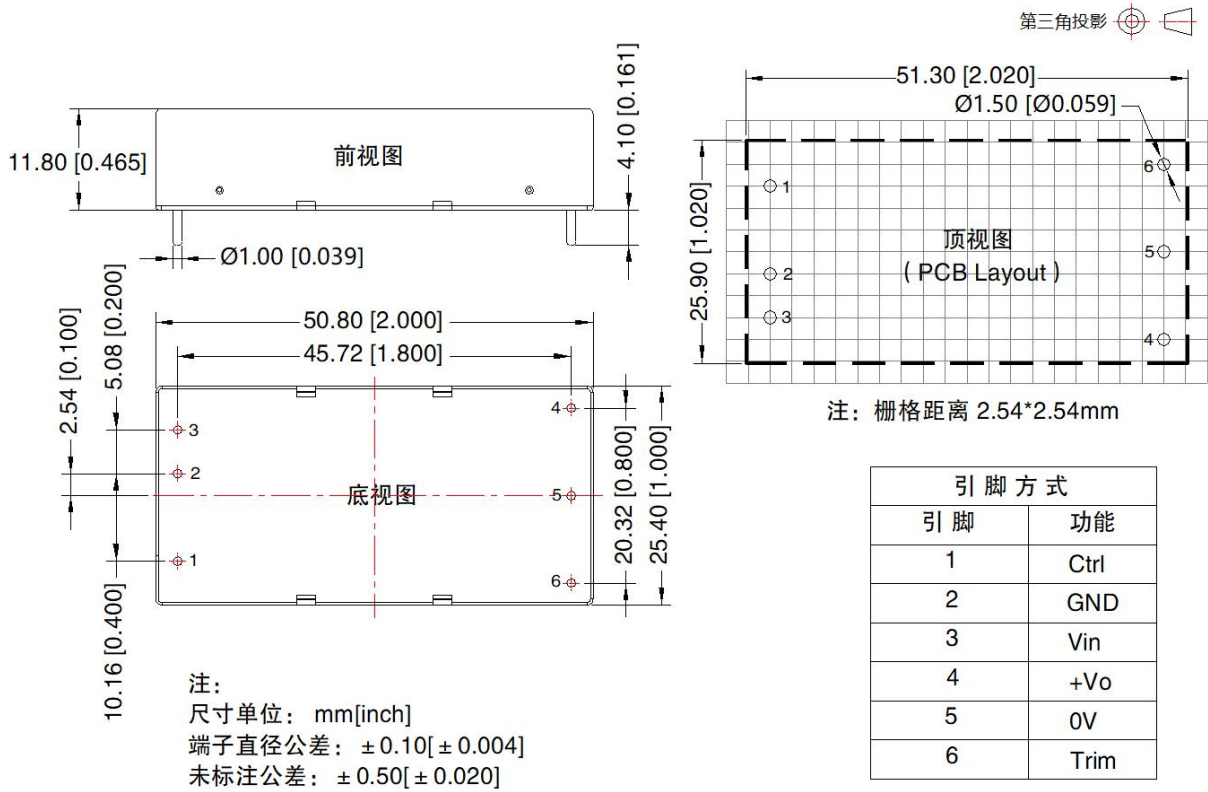 第三角投影
51.30 [2.020]
Ø1.50 [Ø0.059]
4.10 [0.161]
11.80 [0.465]
前视图
Ø1.00 [0.039]
6
1
25.90 [1.020]
顶视图
5
2
( PCB Layout )
3
4
注：栅格距离 2.54*2.54mm
50.80 [2.000]
45.72 [1.800]
5.08 [0.200]
2.54 [0.100]
4
3
2
底视图
5
20.32 [0.800]
25.40 [1.000]
1
6
10.16 [0.400]
注：
尺寸单位： mm[inch]
端子直径公差： ±0.10[±0.004]
未标注公差： ±0.50[±0.020]
引 脚 方 式
引 脚 功能
1 Ctrl
2 GND
3 Vin
4 +Vo
5 0V
6 Trim